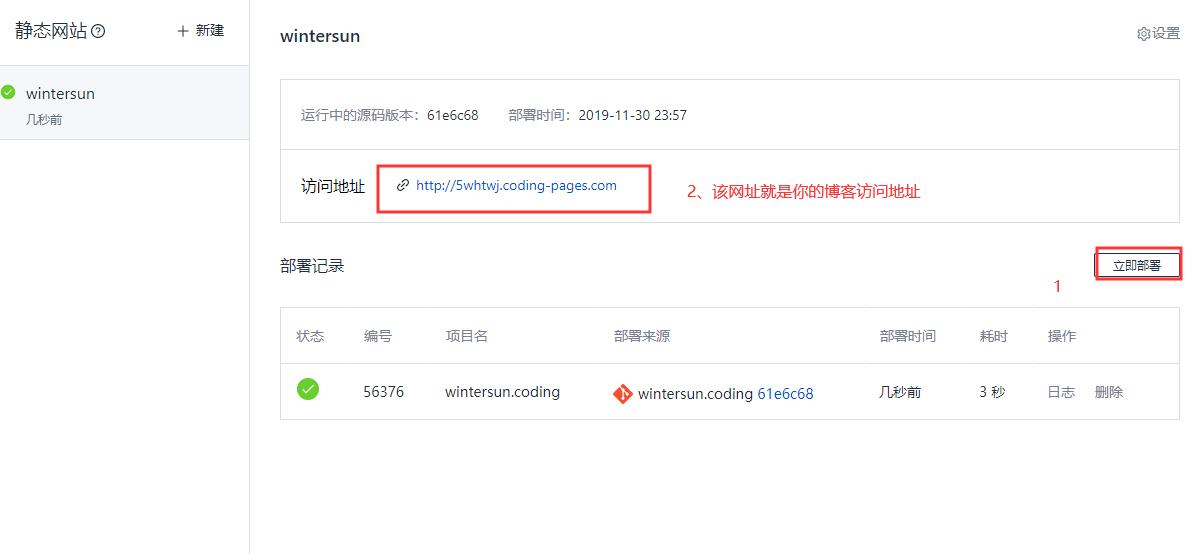 静态网站
新建
wintersun
几秒前
wintersun
设置
运行中的源码版本：61e6c68 部署时间：2019-11-30 23:57
访问地址 http://5whtwj.coding-pages.com 2、该网址就是你的博客访问地址
部署记录 立即部署
1
状态 编号 项目名 部署来源 部署时间 耗时 操作
56376 wintersun.coding wintersun.coding 61e6c68 几秒前 3 秒 日志 删除